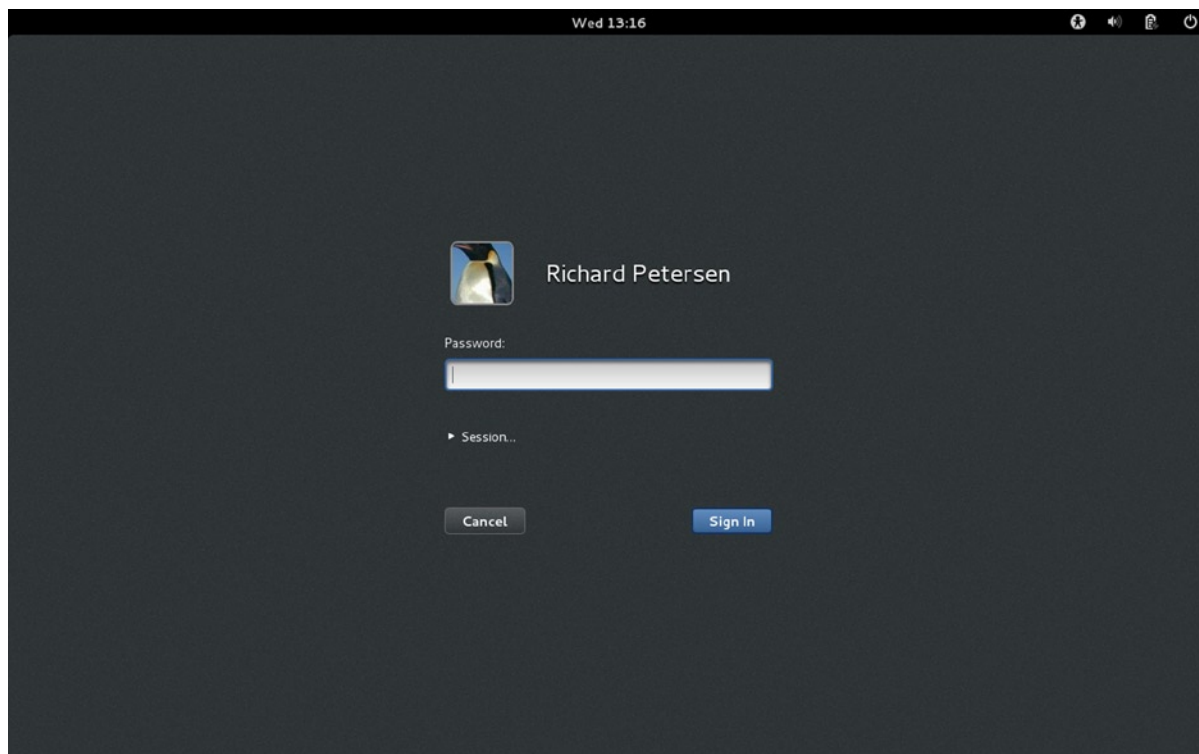 Wed 13:16
Richard Petersen
Password:
Session...
Cancel
Sign In